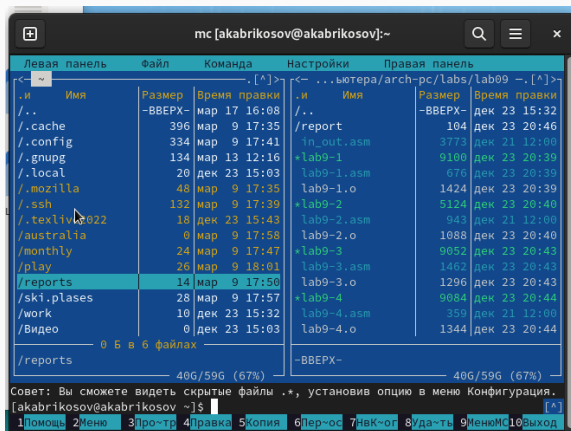 mc [akabrikosov@akabrikosov]:~
Левая панель Файл Команда Настройки Правая панель
<— ~ .[^]> <— ...ьютера/arch-pc/labs/lab09 —.[^]>
.и Имя Размер Время правки .и Имя Размер Время правки
/.. -ВВЕРХ- мар 17 16:08 /.. -ВВЕРХ- дек 23 15:32
/.cache 396 мар 9 17:35 /report 104 дек 23 20:46
/.config 334 мар 9 17:41 in_out.asm 3773 дек 21 12:00
/.gnupg 134 мар 13 12:16 *lab9-1 9100 дек 23 20:39
/.local 20 дек 23 15:03 lab9-1.asm 676 дек 23 20:39
/.mozilla 48 мар 9 17:35 lab9-1.o 1424 дек 23 20:39
/.ssh 132 мар 9 17:39 *lab9-2 5124 дек 23 20:40
/.texlive2022 18 дек 23 15:43 lab9-2.asm 943 дек 21 12:00
/australia 0 мар 9 17:58 lab9-2.o 1088 дек 23 20:40
/monthly 24 мар 9 17:47 *lab9-3 9052 дек 23 20:43
/play 26 мар 9 18:01 lab9-3.asm 1462 дек 23 20:43
/reports 14 мар 9 17:50 lab9-3.o 1296 дек 23 20:43
/ski.plases 28 мар 9 17:57 *lab9-4 9084 дек 23 20:44
/work 10 дек 23 15:32 lab9-4.asm 359 дек 21 12:00
/Видео 0 дек 23 15:03 lab9-4.o 1344 дек 23 20:44
0 Б в 6 файлах
/reports -ВВЕРХ-
40G/59G (67%) 40G/59G (67%)
Совет: Вы сможете видеть скрытые файлы .*, установив опцию в меню Конфигурация.
[akabrikosov@akabrikosov ~]$ [^]
1Помощь 2Меню 3Про~тр 4Правка 5Копия 6Пер~ос 7НвК~ог 8Уда~ть 9МенюМС 10Выход